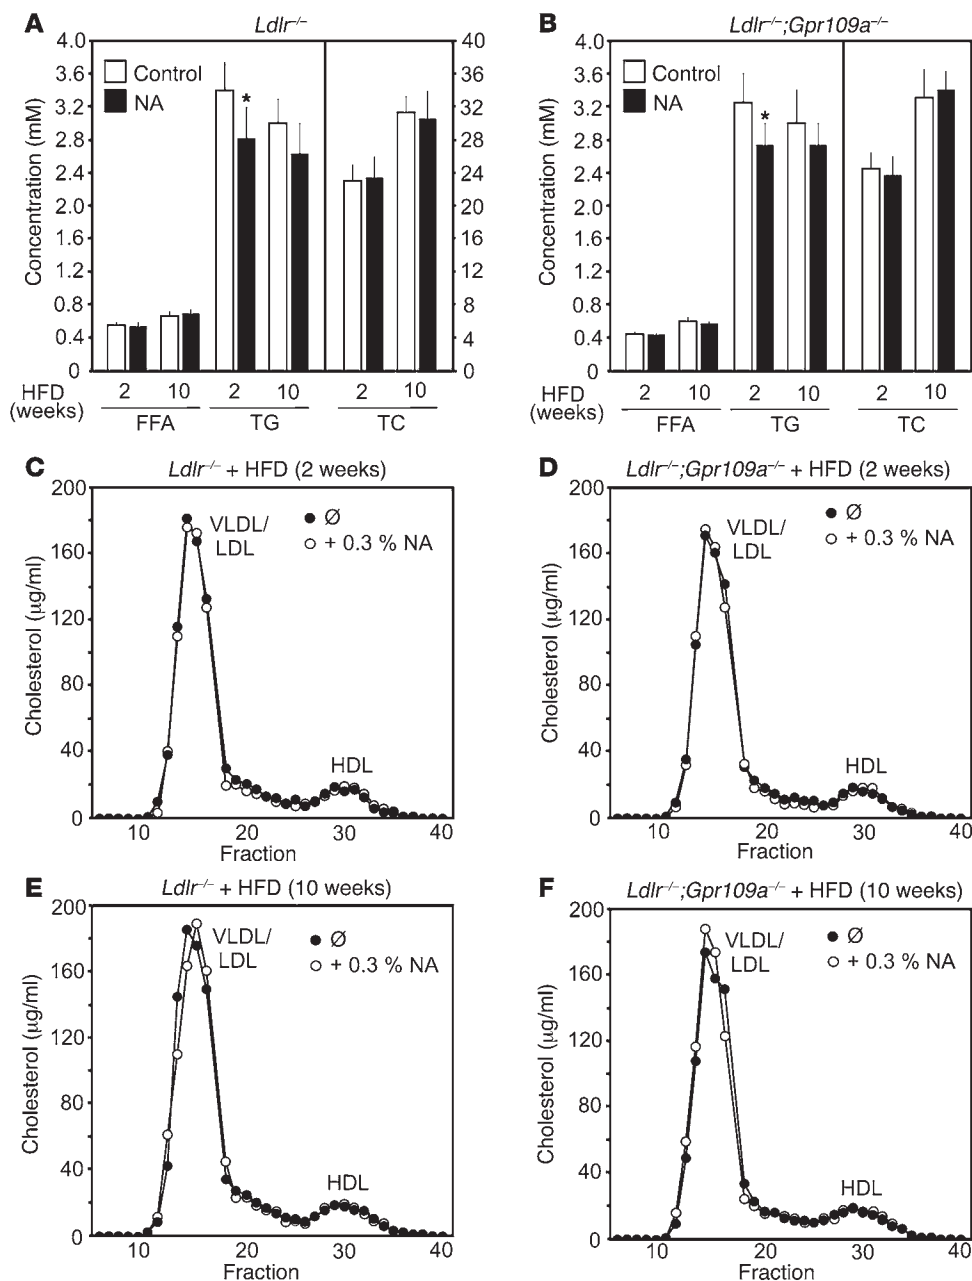 A
Ldlr–/–
Concentration (mM)
4.0
3.6
3.2
2.8
2.4
2.0
1.6
1.2
0.8
0.4
0
Control
NA
*
40
36
32
28
24
20
16
12
8
4
0
HFD
(weeks)
2 10 2 10 2 10
FFA TG TC
B
Ldlr–/–;Gpr109a–/–
Concentration (mM)
4.0
3.6
3.2
2.8
2.4
2.0
1.6
1.2
0.8
0.4
0
Control
NA
*
HFD
(weeks)
2 10 2 10 2 10
FFA TG TC
C
Ldlr–/– + HFD (2 weeks)
Cholesterol (μg/ml)
200
160
120
80
40
0
VLDL/
LDL
Ø
+ 0.3 % NA
HDL
10 20 30 40
Fraction
D
Ldlr–/–;Gpr109a–/– + HFD (2 weeks)
Cholesterol (μg/ml)
200
160
120
80
40
0
VLDL/
LDL
Ø
+ 0.3 % NA
HDL
10 20 30 40
Fraction
E
Ldlr–/– + HFD (10 weeks)
Cholesterol (μg/ml)
200
160
120
80
40
0
VLDL/
LDL
Ø
+ 0.3 % NA
HDL
10 20 30 40
Fraction
F
Ldlr–/–;Gpr109a–/– + HFD (10 weeks)
Cholesterol (μg/ml)
200
160
120
80
40
0
VLDL/
LDL
Ø
+ 0.3 % NA
HDL
10 20 30 40
Fraction